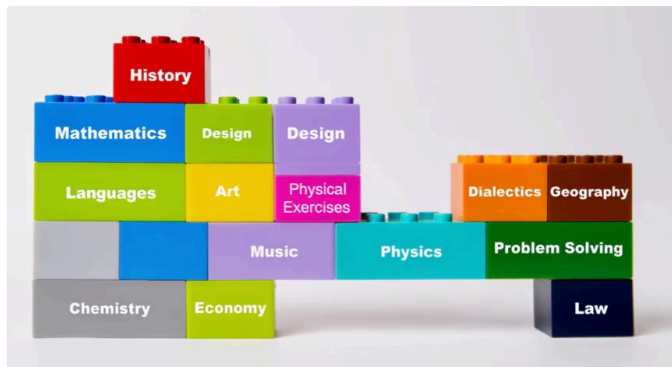 History
Mathematics
Design
Design
Languages
Art
Physical
Exercises
Dialectics
Geography
Music
Physics
Problem Solving
Chemistry
Economy
Law